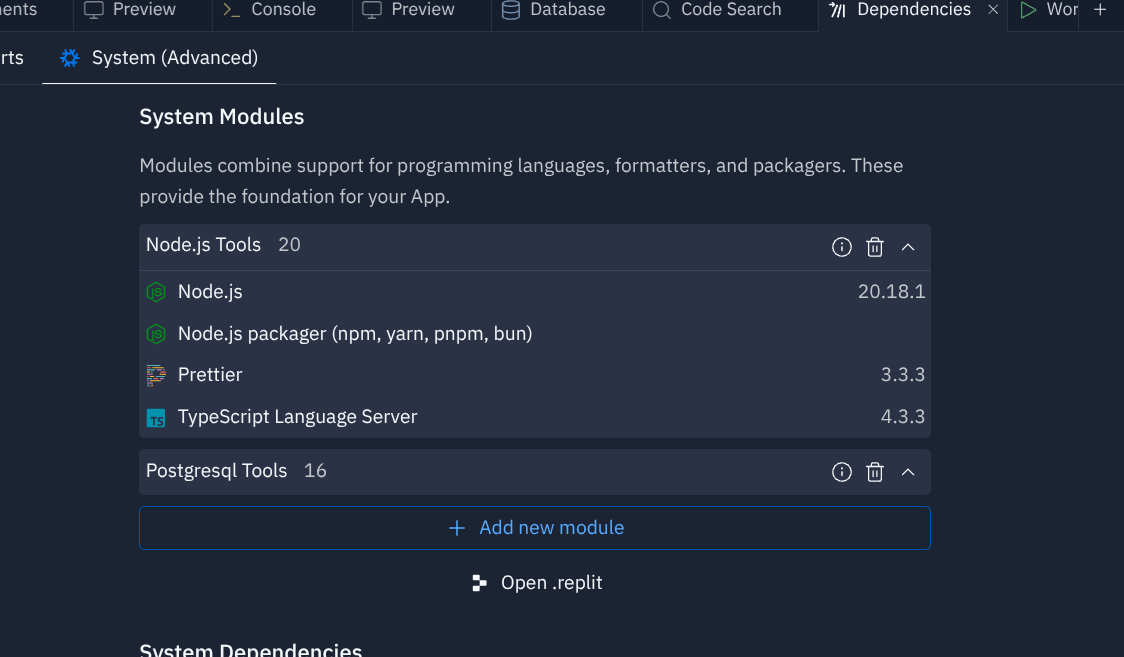 ents
Preview
Console
Preview
Database
Code Search
Dependencies
Wor
rts
System (Advanced)
System Modules
Modules combine support for programming languages, formatters, and packagers. These
provide the foundation for your App.
Node.js Tools 20
Node.js 20.18.1
Node.js packager (npm, yarn, pnpm, bun)
Prettier 3.3.3
TypeScript Language Server 4.3.3
Postgresql Tools 16
+ Add new module
Open .replit
System Dependencies